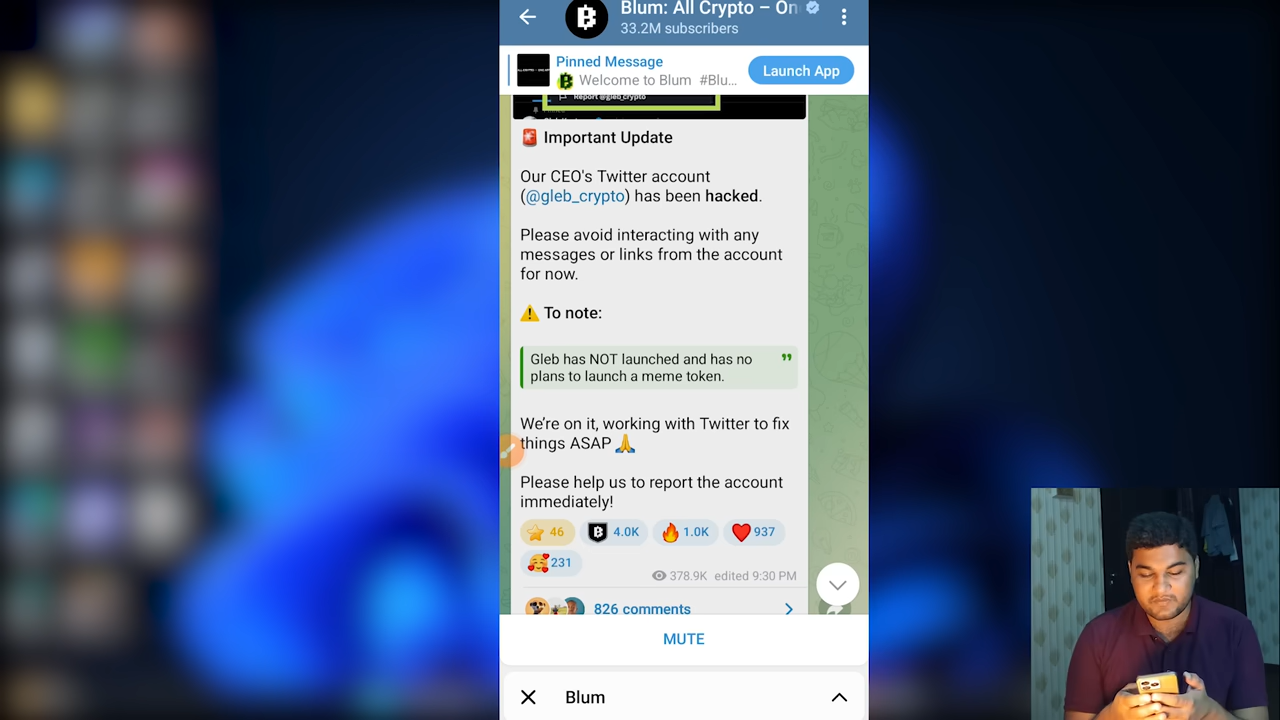 Blum: All Crypto – On
33.2M subscribers
Pinned Message
Welcome to Blum #Blu...
Launch App
Report @gleb_crypto
Important Update
Our CEO's Twitter account
(@gleb_crypto) has been hacked.
Please avoid interacting with any
messages or links from the account
for now.
To note:
Gleb has NOT launched and has no
plans to launch a meme token.
We're on it, working with Twitter to fix
things ASAP 🙏
Please help us to report the account
immediately!
46 4.0K 1.0K 937
231
378.9K edited 9:30 PM
826 comments
MUTE
Blum